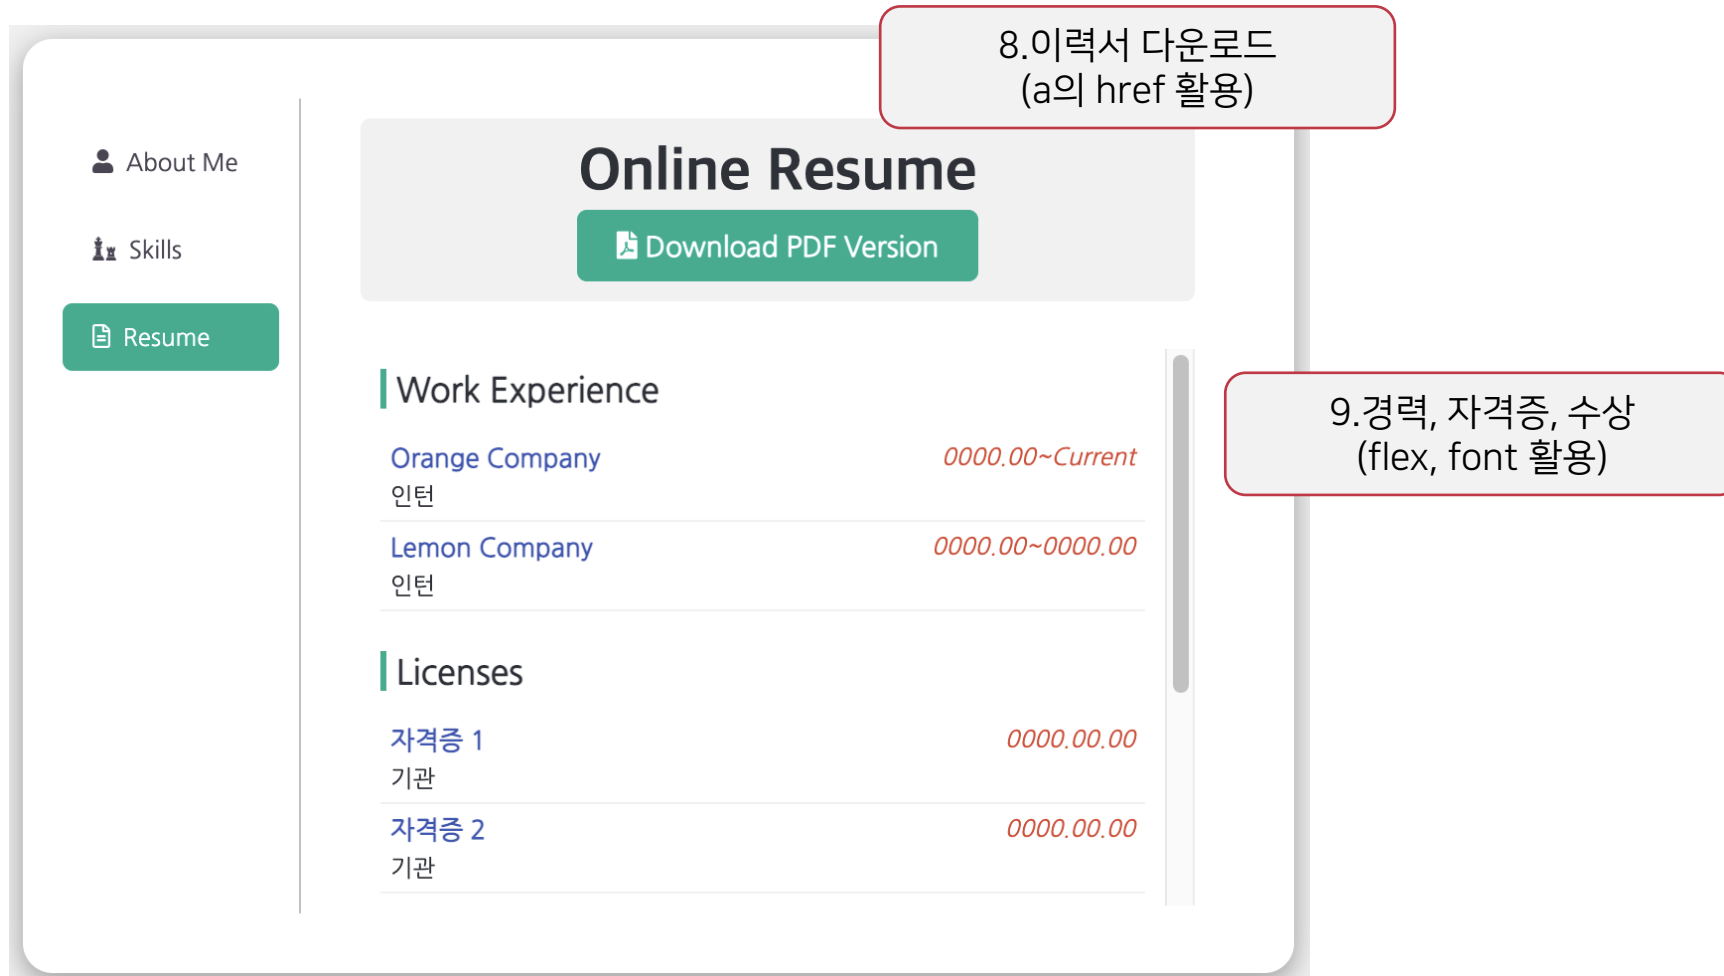 8.이력서 다운로드
(a의 href 활용)
About Me
Skills
Resume
Online Resume
Download PDF Version
Work Experience
Orange Company 0000.00~Current
인턴
Lemon Company 0000.00~0000.00
인턴
Licenses
자격증 1 0000.00.00
기관
자격증 2 0000.00.00
기관
9.경력, 자격증, 수상
(flex, font 활용)